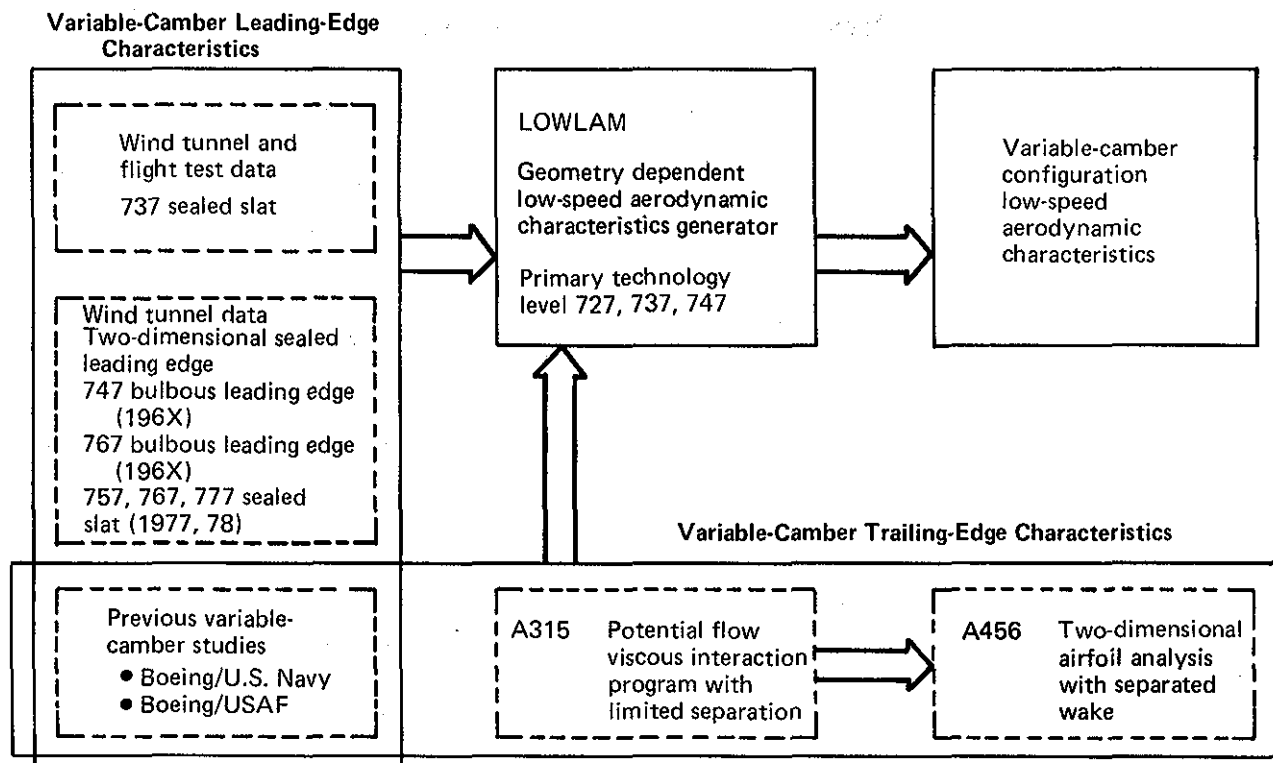 Variable-Camber Leading-Edge
Characteristics
Wind tunnel and
flight test data
737 sealed slat
Wind tunnel data
Two-dimensional sealed
leading edge
747 bulbous leading edge
(196X)
767 bulbous leading edge
(196X)
757, 767, 777 sealed
slat (1977, 78)
Previous variable-
camber studies
● Boeing/U.S. Navy
● Boeing/USAF
LOWLAM
Geometry dependent
low-speed aerodynamic
characteristics generator
Primary technology
level 727, 737, 747
Variable-camber
configuration
low-speed
aerodynamic
characteristics
Variable-Camber Trailing-Edge Characteristics
A315 Potential flow
viscous interaction
program with
limited separation
A456 Two-dimensional
airfoil analysis
with separated
wake